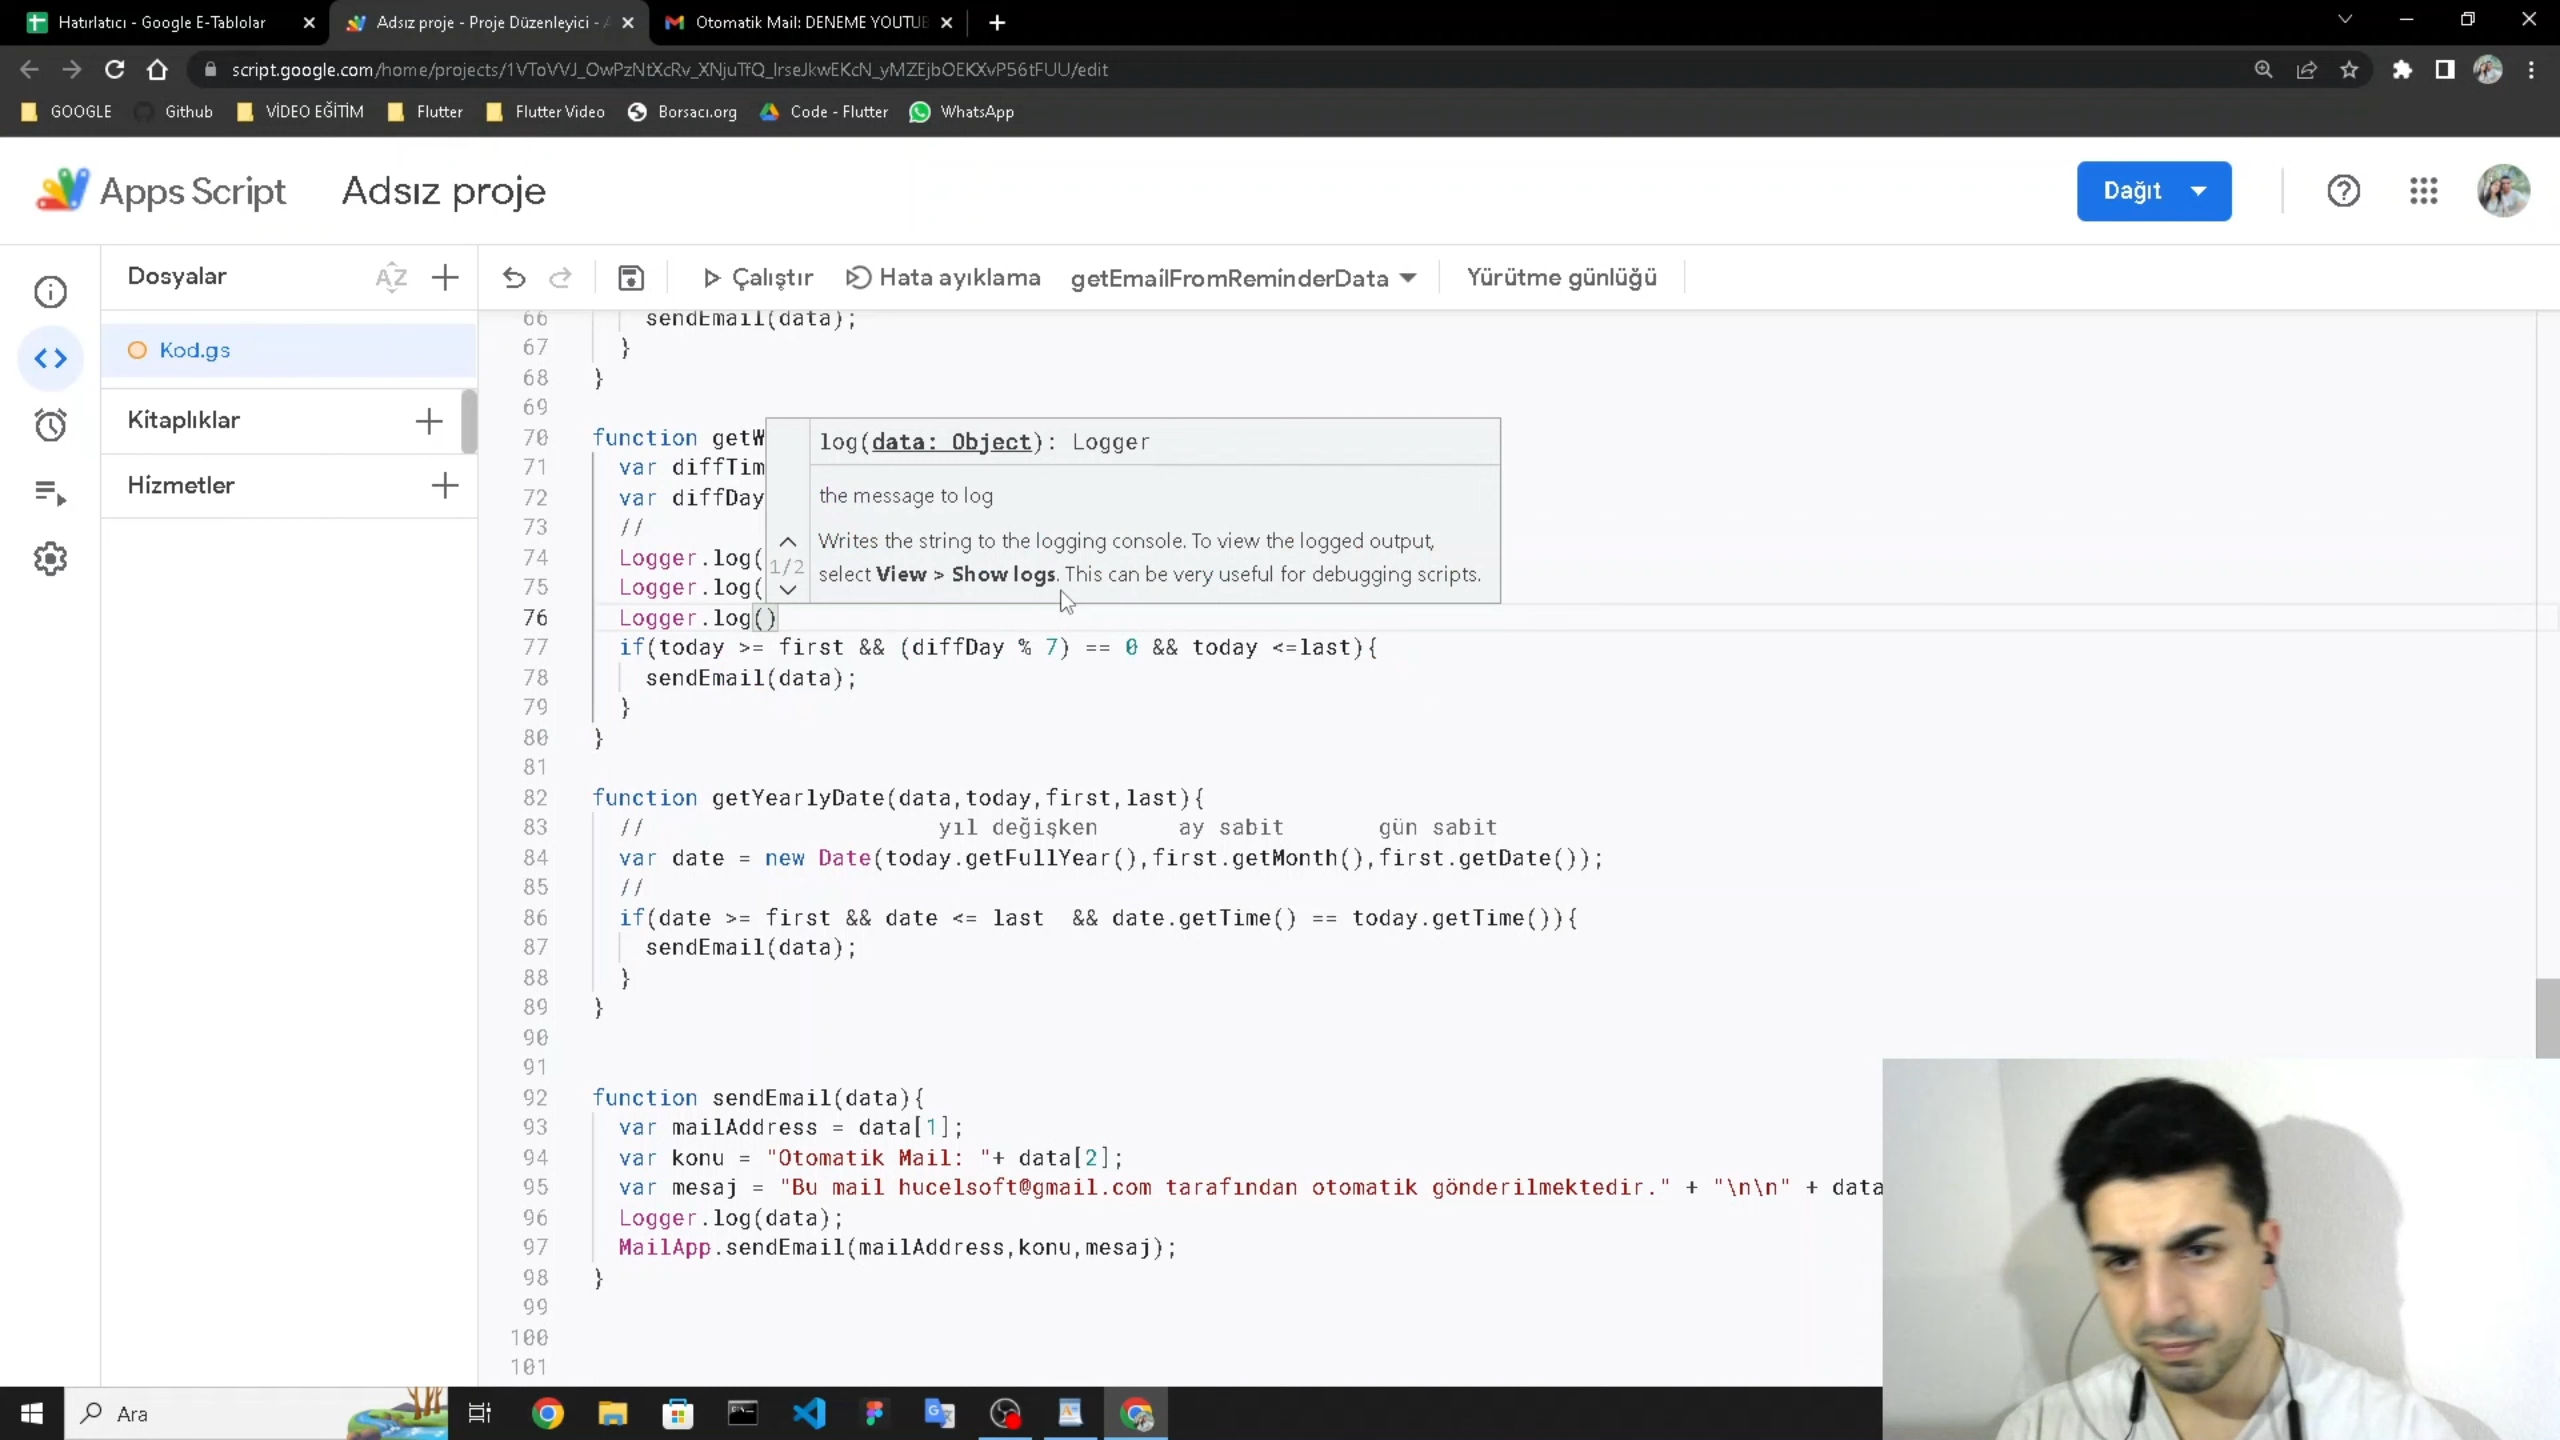 Hatırlatıcı - Google E-Tablolar
Adsız proje - Proje Düzenleyici - A
Otomatik Mail: DENEME YOUTUB
script.google.com/home/projects/1VToVVJ_OwPzNtXcRv_XNjuTfQ_IrseJkwEKcN_yMZEjbOEKXvP56tFUU/edit
GOOGLE
Github
VİDEO EĞİTİM
Flutter
Flutter Video
Borsacı.org
Code - Flutter
WhatsApp
Apps Script
Adsız proje
Dağıt
Dosyalar
AZ
Çalıştır
Hata ayıklama
getEmailFromReminderData
Yürütme günlüğü
Kod.gs
Kitaplıklar
Hizmetler
66 sendEmail(data);
67 }
68 }
69
70 function getW
71 var diffTim
72 var diffDay
73 //
74 Logger.log(
75 Logger.log(
76 Logger.log()
log(data: Object): Logger
the message to log
Writes the string to the logging console. To view the logged output,
1/2
select View > Show logs. This can be very useful for debugging scripts.
77 if(today >= first && (diffDay % 7) == 0 && today <=last){
78 sendEmail(data);
79 }
80 }
81
82 function getYearlyDate(data,today,first,last){
83 // yıl değişken ay sabit gün sabit
84 var date = new Date(today.getFullYear(),first.getMonth(),first.getDate());
85 //
86 if(date >= first && date <= last && date.getTime() == today.getTime()){
87 sendEmail(data);
88 }
89 }
90
91
92 function sendEmail(data){
93 var mailAddress = data[1];
94 var konu = "Otomatik Mail: "+ data[2];
95 var mesaj = "Bu mail hucelsoft@gmail.com tarafından otomatik gönderilmektedir." + "\n\n" + data
96 Logger.log(data);
97 MailApp.sendEmail(mailAddress,konu,mesaj);
98 }
99
100
101
Ara